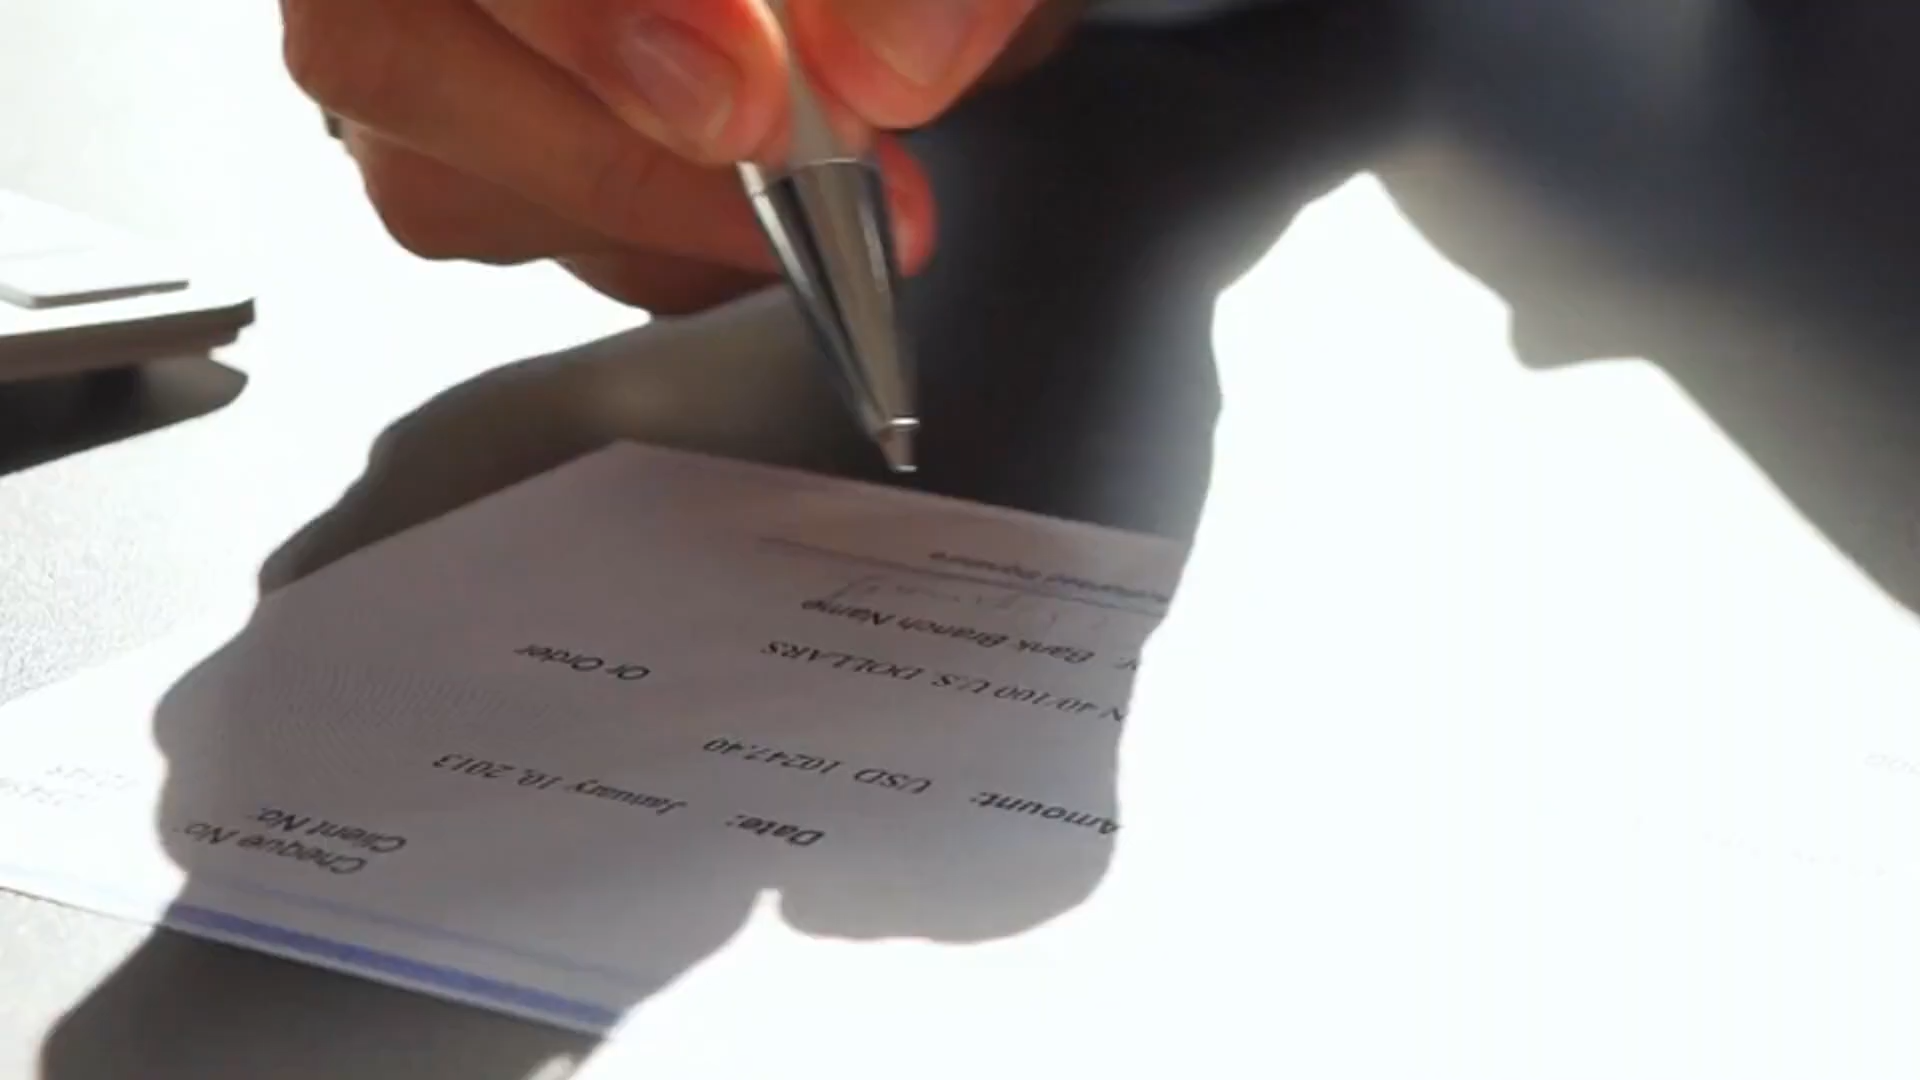 Cheque No:
Client No:
Date: January 10, 2013
Amount: USD 10247.40
40/100 U.S. DOLLARS
Or Order
Bank Branch Name
Signature